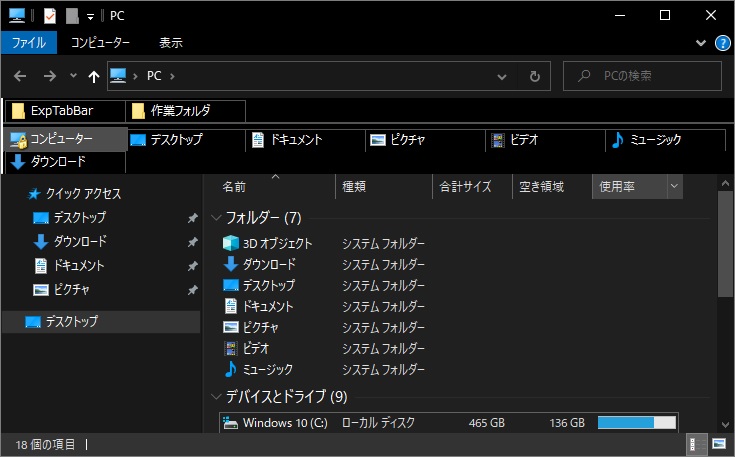 PC
ファイル コンピューター 表示
PC
PCの検索
ExpTabBar 作業フォルダ
コンピューター デスクトップ ドキュメント ピクチャ ビデオ ミュージック
ダウンロード
クイック アクセス
デスクトップ
ダウンロード
ドキュメント
ピクチャ
デスクトップ
名前 種類 合計サイズ 空き領域 使用率
フォルダー (7)
3D オブジェクト システム フォルダー
ダウンロード システム フォルダー
デスクトップ システム フォルダー
ドキュメント システム フォルダー
ピクチャ システム フォルダー
ビデオ システム フォルダー
ミュージック システム フォルダー
デバイスとドライブ (9)
Windows 10 (C:) ローカル ディスク 465 GB 136 GB
18 個の項目